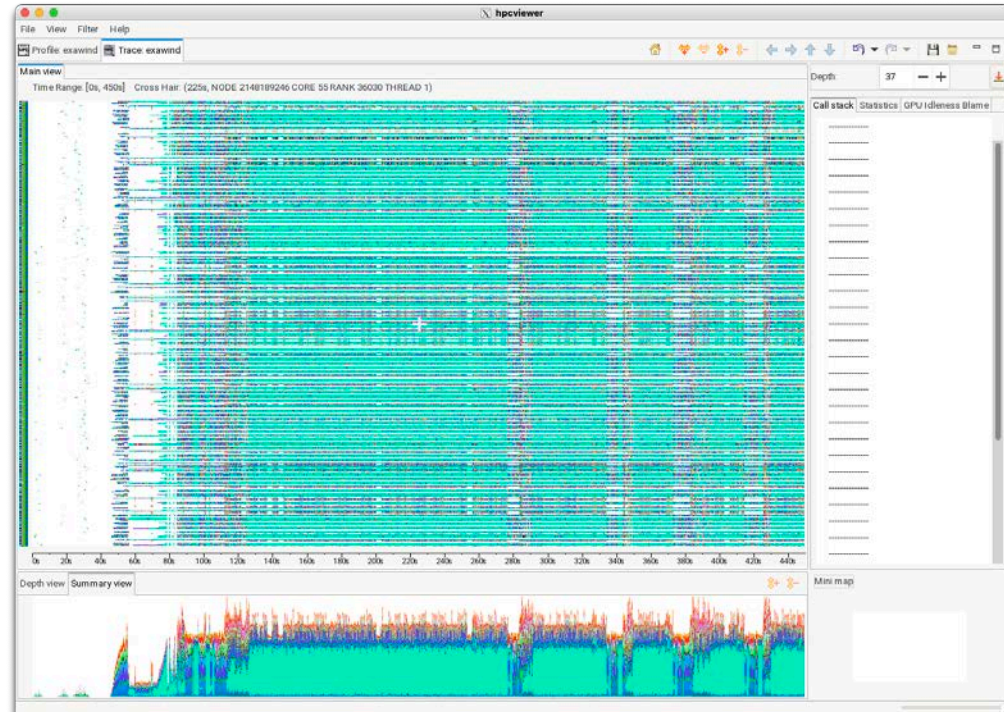 hpcviewer
File View Filter Help
Profile: exawind Trace: exawind
Main view
Time Range: [0s, 450s] Cross Hair: (225s, NODE 2148189246 CORE 55 RANK 36030 THREAD 1)
Depth: 37
Call stack Statistics GPU Idleness Blame
0s 20s 40s 60s 80s 100s 120s 140s 160s 180s 200s 220s 240s 260s 280s 300s 320s 340s 360s 380s 400s 420s 440s
Depth view Summary view
Mini map